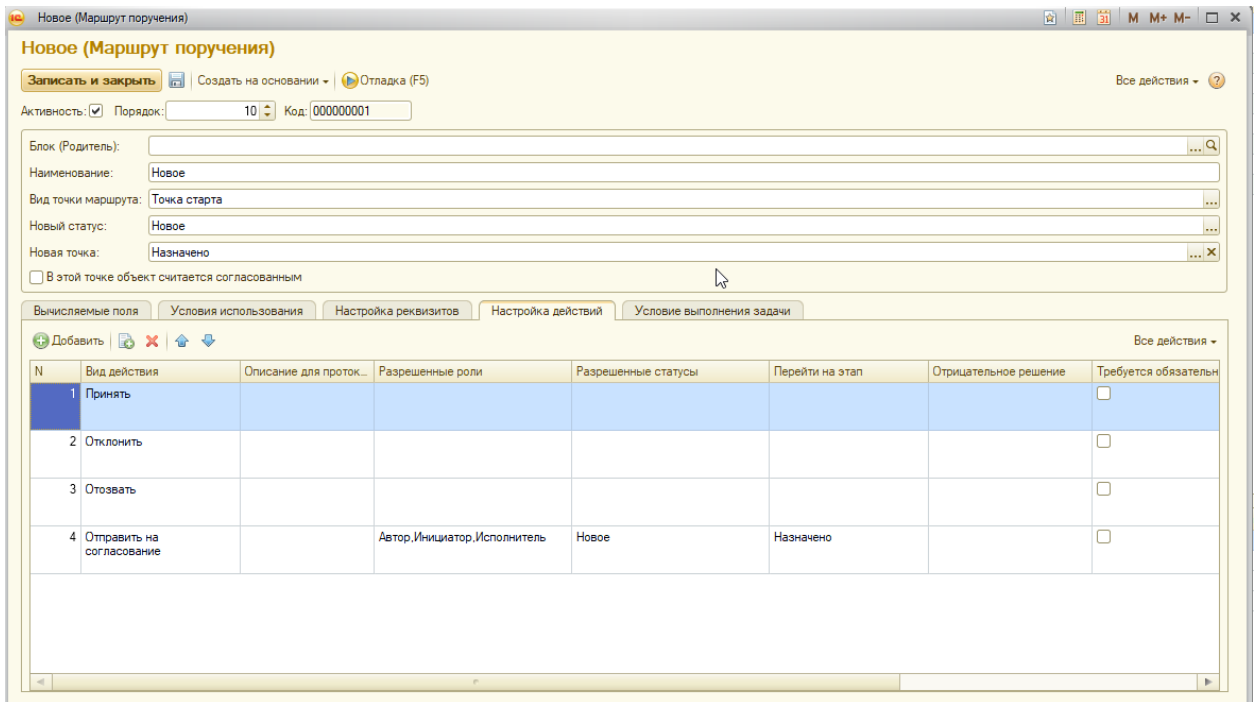 Новое (Маршрут поручения)
M M+ M-
Новое (Маршрут поручения)
Записать и закрыть Создать на основании Отладка (F5) Все действия
Активность: Порядок: 10 Код: 000000001
Блок (Родитель):
Наименование: Новое
Вид точки маршрута: Точка старта
Новый статус: Новое
Новая точка: Назначено
В этой точке объект считается согласованным
Вычисляемые поля Условия использования Настройка реквизитов Настройка действий Условие выполнения задачи
Добавить Все действия
N Вид действия Описание для проток... Разрешенные роли Разрешенные статусы Перейти на этап Отрицательное решение Требуется обязательн
1 Принять
2 Отклонить
3 Отозвать
4 Отправить на согласование Автор,Инициатор,Исполнитель Новое Назначено